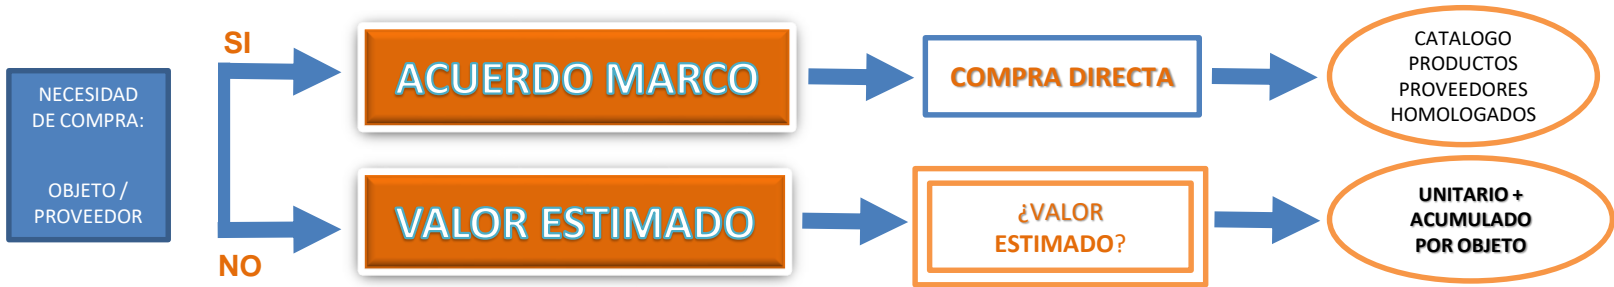 NECESIDAD
DE COMPRA:
OBJETO /
PROVEEDOR
SI
ACUERDO MARCO
COMPRA DIRECTA
CATALOGO
PRODUCTOS
PROVEEDORES
HOMOLOGADOS
NO
VALOR ESTIMADO
¿VALOR
ESTIMADO?
UNITARIO +
ACUMULADO
POR OBJETO